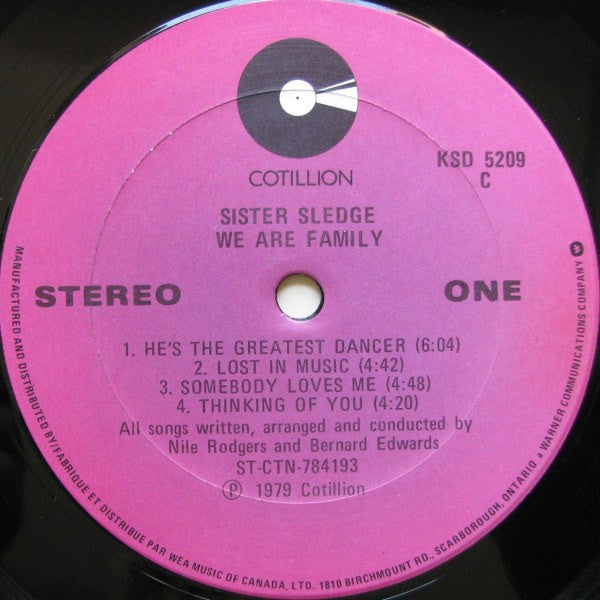 COTILLION
KSD 5209
C
SISTER SLEDGE
WE ARE FAMILY
STEREO
ONE
1. HE'S THE GREATEST DANCER (6:04)
2. LOST IN MUSIC (4:42)
3. SOMEBODY LOVES ME (4:48)
4. THINKING OF YOU (4:20)
All songs written, arranged and conducted by
Nile Rodgers and Bernard Edwards
ST-CTN-784193
Ⓟ 1979 Cotillion
MANUFACTURED AND DISTRIBUTED BY/FABRIQUE ET DISTRIBUE PAR WEA MUSIC OF CANADA, LTD. 1810 BIRCHMOUNT RD., SCARBOROUGH, ONTARIO a WARNER COMMUNICATIONS COMPANY